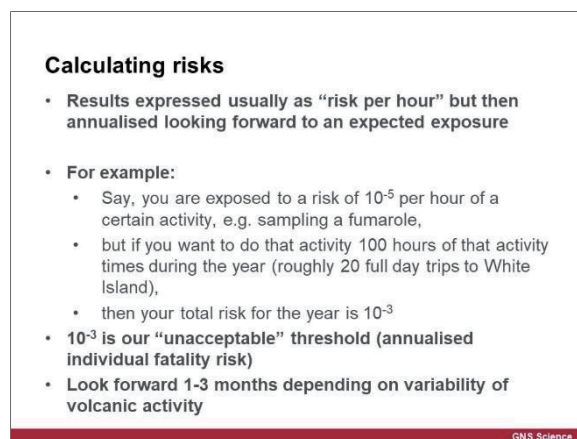 Calculating risks
• Results expressed usually as “risk per hour” but then
annualised looking forward to an expected exposure
• For example:
• Say, you are exposed to a risk of 10⁻⁵ per hour of a
certain activity, e.g. sampling a fumarole,
• but if you want to do that activity 100 hours of that activity
times during the year (roughly 20 full day trips to White
Island),
• then your total risk for the year is 10⁻³
• 10⁻³ is our “unacceptable” threshold (annualised
individual fatality risk)
• Look forward 1-3 months depending on variability of
volcanic activity
GNS Science